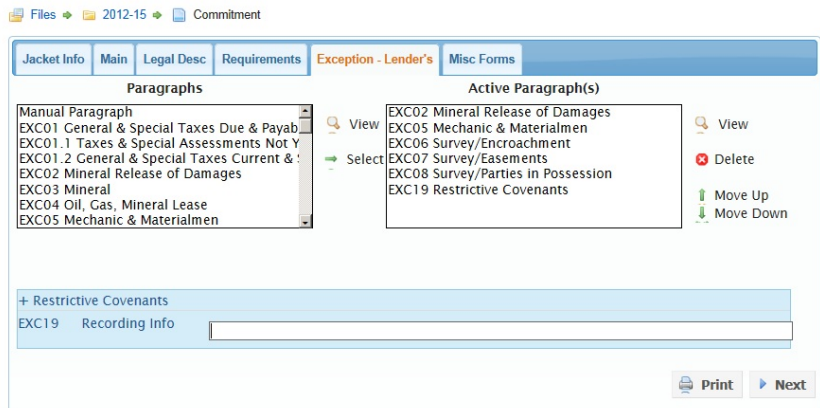 Files 2012-15 Commitment
Jacket Info Main Legal Desc Requirements Exception - Lender's Misc Forms
Paragraphs
Manual Paragraph
EXC01 General & Special Taxes Due & Payab
EXC01.1 Taxes & Special Assessments Not Y
EXC01.2 General & Special Taxes Current &
EXC02 Mineral Release of Damages
EXC03 Mineral
EXC04 Oil, Gas, Mineral Lease
EXC05 Mechanic & Materialmen
View
Select
Active Paragraph(s)
EXC02 Mineral Release of Damages
EXC05 Mechanic & Materialmen
EXC06 Survey/Encroachment
EXC07 Survey/Easements
EXC08 Survey/Parties in Possession
EXC19 Restrictive Covenants
View
Delete
Move Up
Move Down
+ Restrictive Covenants
EXC19 Recording Info
Print Next